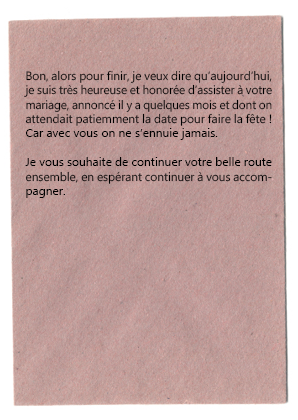 Bon, alors pour finir, je veux dire qu'aujourd'hui,
je suis très heureuse et honorée d'assister à votre
mariage, annoncé il y a quelques mois et dont on
attendait patiemment la date pour faire la fête !
Car avec vous on ne s'ennuie jamais.

Je vous souhaite de continuer votre belle route
ensemble, en espérant continuer à vous accom-
pagner.